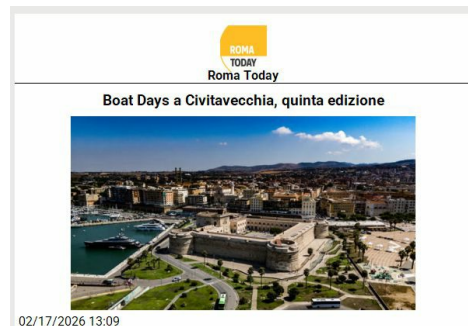 ROMA
TODAY
Roma Today
Boat Days a Civitavecchia, quinta edizione
02/17/2026 13:09